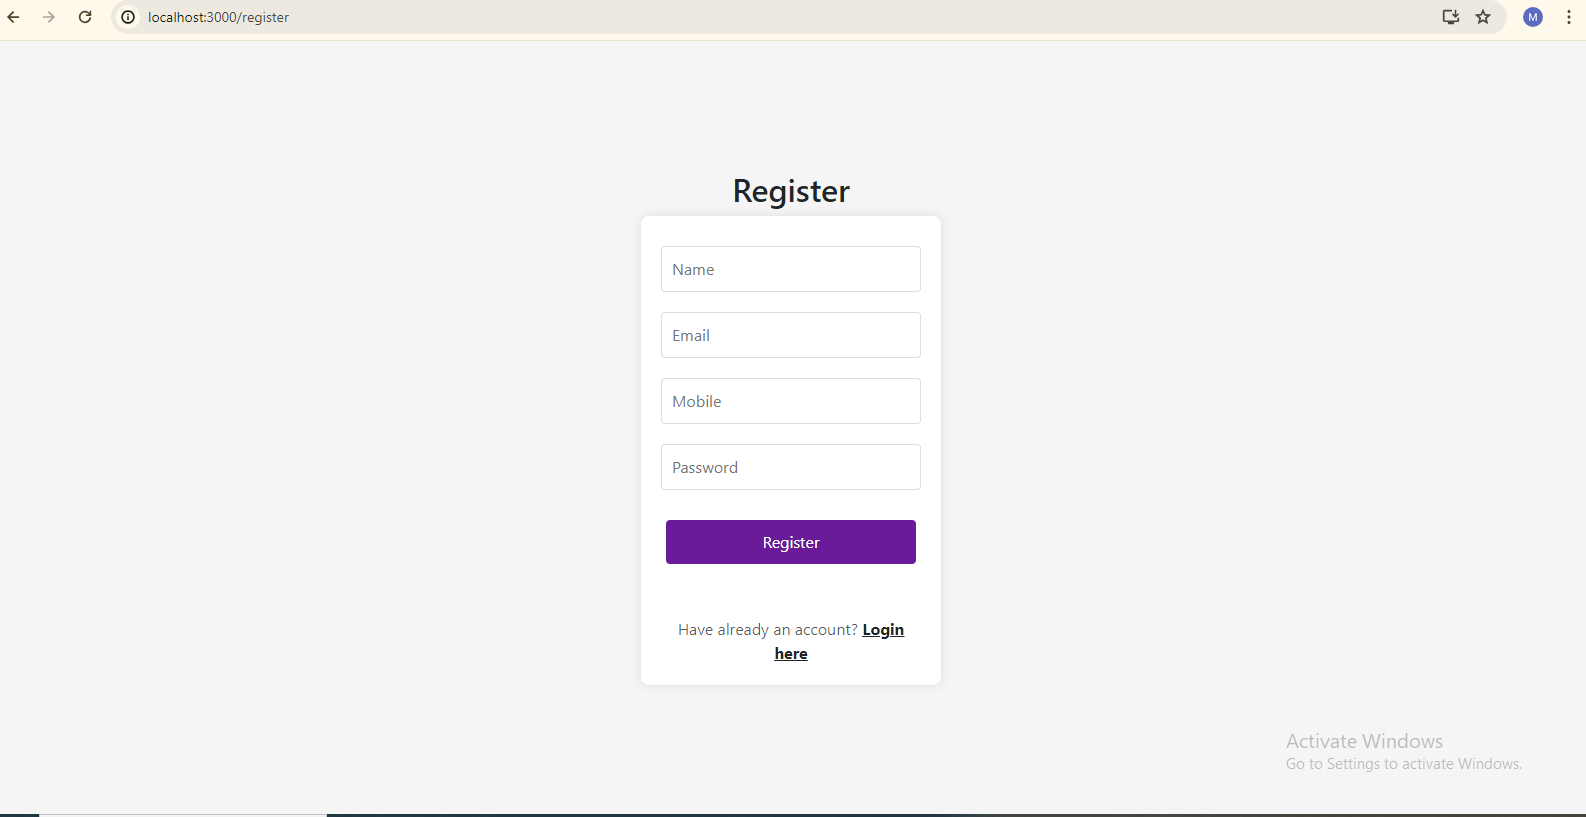 localhost:3000/register
M
Register
Name
Email
Mobile
Password
Register
Have already an account? Login
here
Activate Windows
Go to Settings to activate Windows.